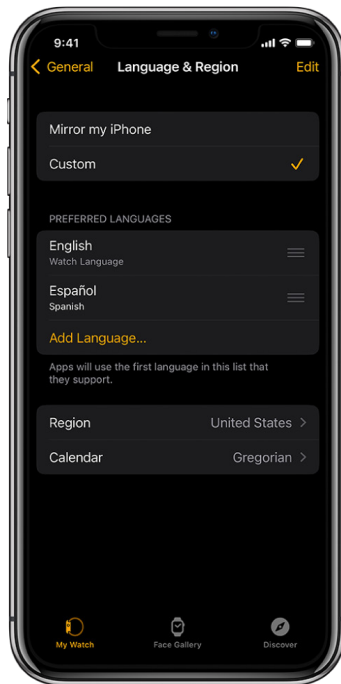 9:41
General
Language & Region
Edit
Mirror my iPhone
Custom
PREFERRED LANGUAGES
English
Watch Language
Español
Spanish
Add Language...
Apps will use the first language in this list that
they support.
Region
United States
Calendar
Gregorian
My Watch
Face Gallery
Discover